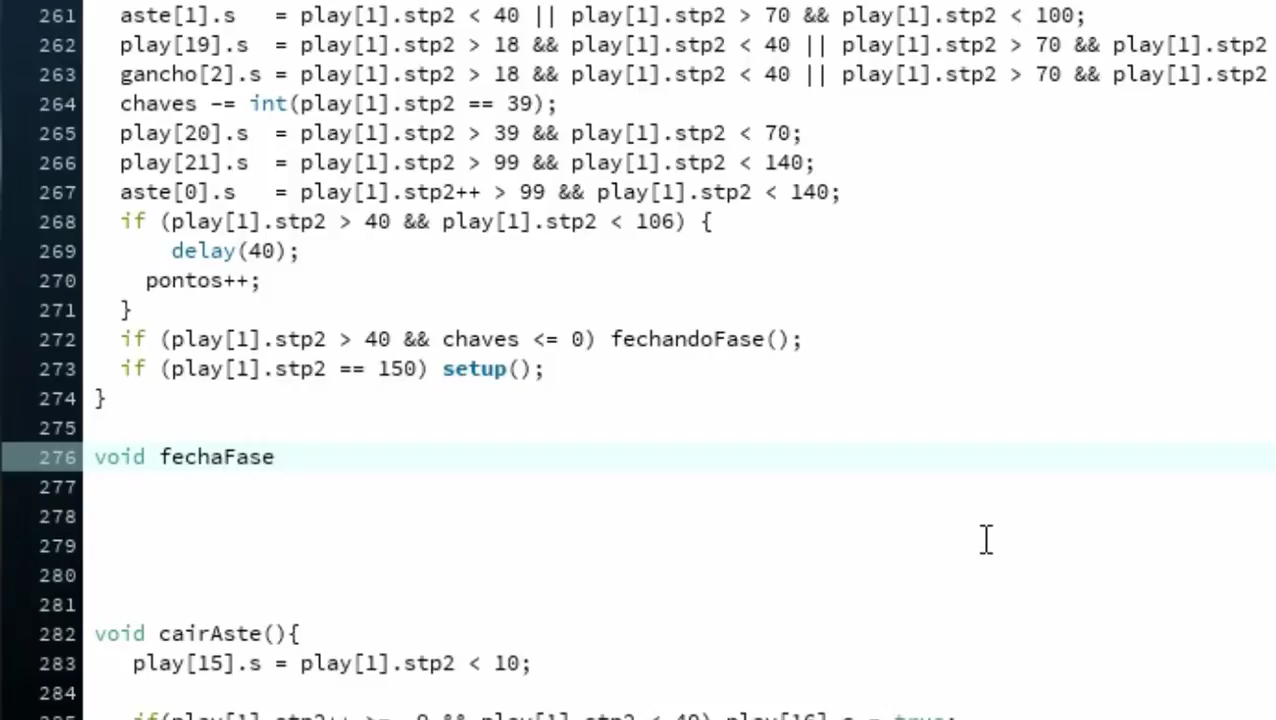 261 aste[1].s   = play[1].stp2 < 40 || play[1].stp2 > 70 && play[1].stp2 < 100;
262 play[19].s  = play[1].stp2 > 18 && play[1].stp2 < 40 || play[1].stp2 > 70 && play[1].stp2
263 gancho[2].s = play[1].stp2 > 18 && play[1].stp2 < 40 || play[1].stp2 > 70 && play[1].stp2
264 chaves -= int(play[1].stp2 == 39);
265 play[20].s  = play[1].stp2 > 39 && play[1].stp2 < 70;
266 play[21].s  = play[1].stp2 > 99 && play[1].stp2 < 140;
267 aste[0].s   = play[1].stp2++ > 99 && play[1].stp2 < 140;
268 if (play[1].stp2 > 40 && play[1].stp2 < 106) {
269 delay(40);
270 pontos++;
271 }
272 if (play[1].stp2 > 40 && chaves <= 0) fechandoFase();
273 if (play[1].stp2 == 150) setup();
274 }
275
276 void fechaFase
277
278
279
280
281
282 void cairAste(){
283 play[15].s = play[1].stp2 < 10;
284